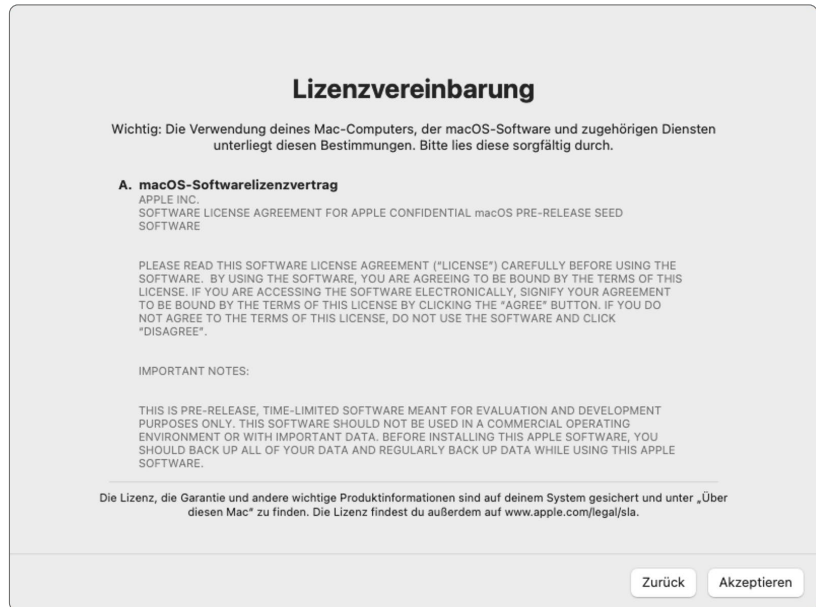 Lizenzvereinbarung
Wichtig: Die Verwendung deines Mac-Computers, der macOS-Software und zugehörigen Diensten
unterliegt diesen Bestimmungen. Bitte lies diese sorgfältig durch.
A. macOS-Softwarelizenzvertrag
APPLE INC.
SOFTWARE LICENSE AGREEMENT FOR APPLE CONFIDENTIAL macOS PRE-RELEASE SEED
SOFTWARE
PLEASE READ THIS SOFTWARE LICENSE AGREEMENT (“LICENSE”) CAREFULLY BEFORE USING THE
SOFTWARE. BY USING THE SOFTWARE, YOU ARE AGREEING TO BE BOUND BY THE TERMS OF THIS
LICENSE. IF YOU ARE ACCESSING THE SOFTWARE ELECTRONICALLY, SIGNIFY YOUR AGREEMENT
TO BE BOUND BY THE TERMS OF THIS LICENSE BY CLICKING THE “AGREE” BUTTON. IF YOU DO
NOT AGREE TO THE TERMS OF THIS LICENSE, DO NOT USE THE SOFTWARE AND CLICK
“DISAGREE”.
IMPORTANT NOTES:
THIS IS PRE-RELEASE, TIME-LIMITED SOFTWARE MEANT FOR EVALUATION AND DEVELOPMENT
PURPOSES ONLY. THIS SOFTWARE SHOULD NOT BE USED IN A COMMERCIAL OPERATING
ENVIRONMENT OR WITH IMPORTANT DATA. BEFORE INSTALLING THIS APPLE SOFTWARE, YOU
SHOULD BACK UP ALL OF YOUR DATA AND REGULARLY BACK UP DATA WHILE USING THIS APPLE
SOFTWARE.
Die Lizenz, die Garantie und andere wichtige Produktinformationen sind auf deinem System gesichert und unter „Über
diesen Mac“ zu finden. Die Lizenz findest du außerdem auf www.apple.com/legal/sla.
Zurück Akzeptieren